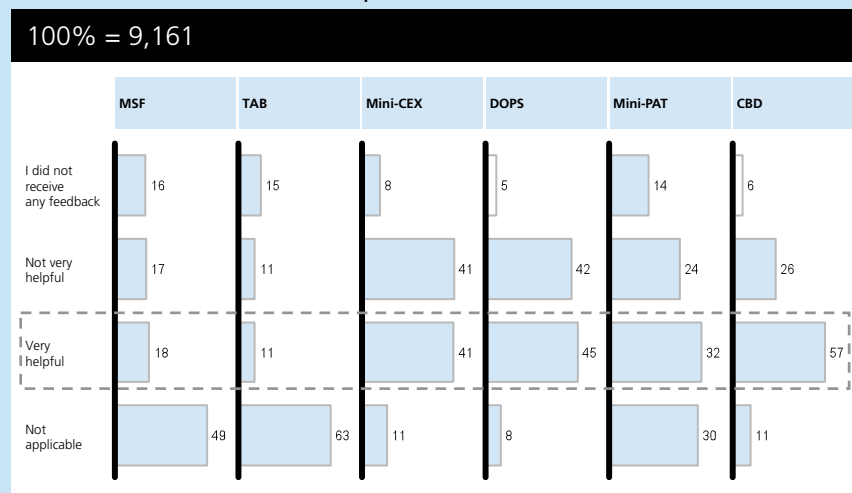 100% = 9,161
MSF TAB Mini-CEX DOPS Mini-PAT CBD
I did not
receive
any feedback
16 15 8 5 14 6
Not very
helpful
17 11 41 42 24 26
Very
helpful
18 11 41 45 32 57
Not
applicable
49 63 11 8 30 11